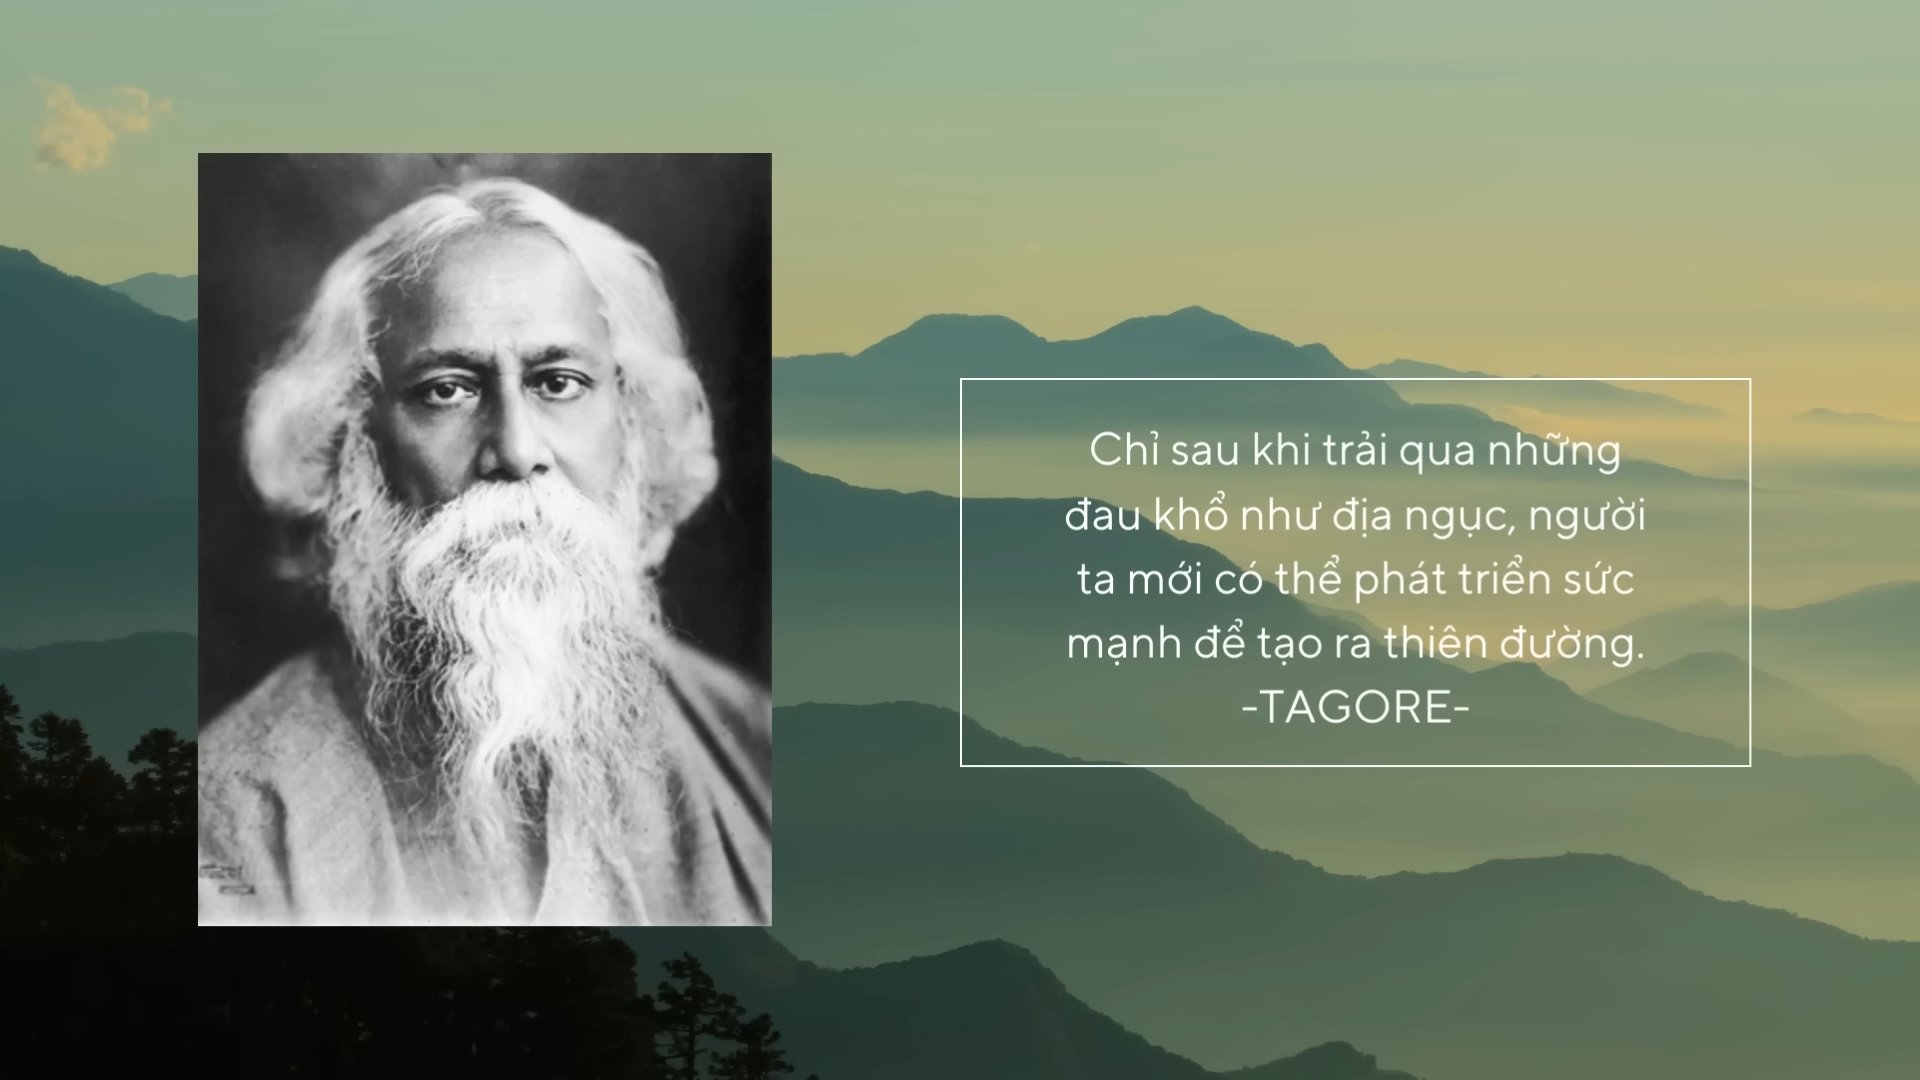 Chỉ sau khi trải qua những
đau khổ như địa ngục, người
ta mới có thể phát triển sức
mạnh để tạo ra thiên đường.
-TAGORE-